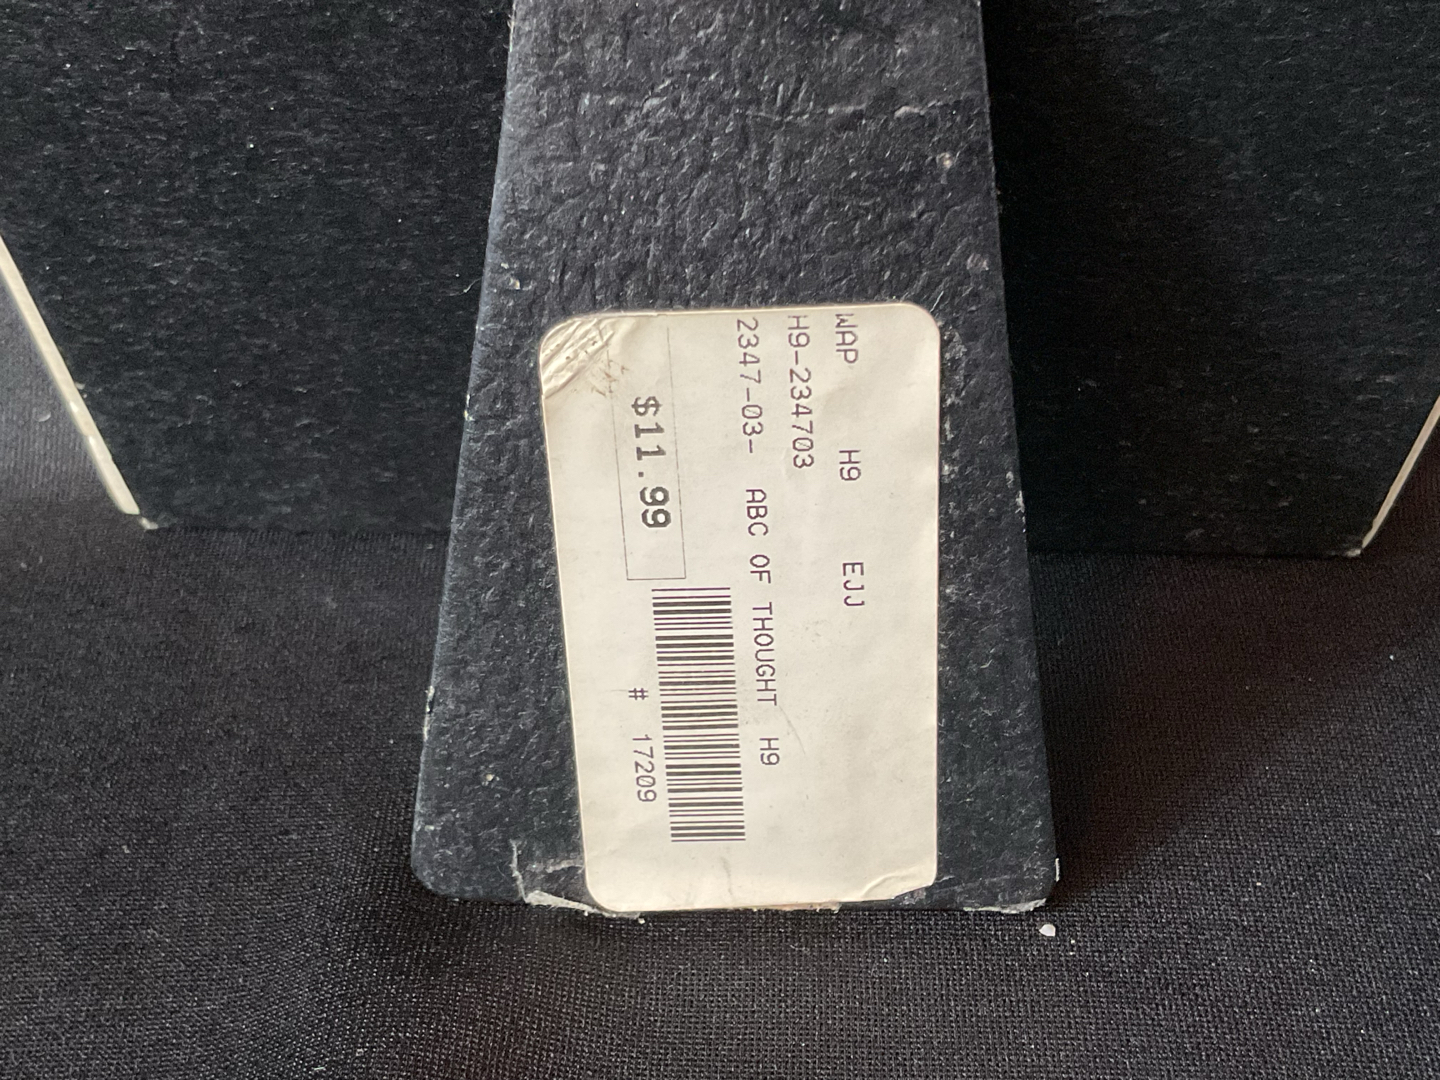 WAP H9 EJJ
H9-234703
2347-03- ABC OF THOUGHT H9
$11.99
# 17209